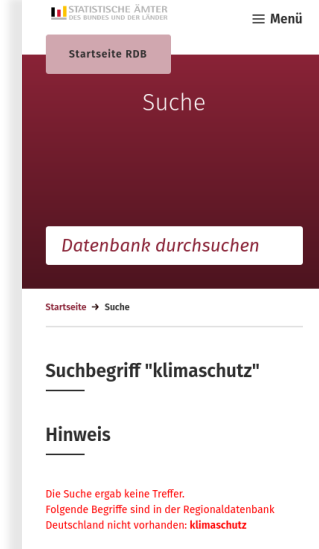 STATISTISCHE ÄMTER
DES BUNDES UND DER LÄNDER
Menü
Startseite RDB
Suche
Datenbank durchsuchen
Startseite → Suche
Suchbegriff "klimaschutz"
Hinweis
Die Suche ergab keine Treffer.
Folgende Begriffe sind in der Regionaldatenbank
Deutschland nicht vorhanden: klimaschutz